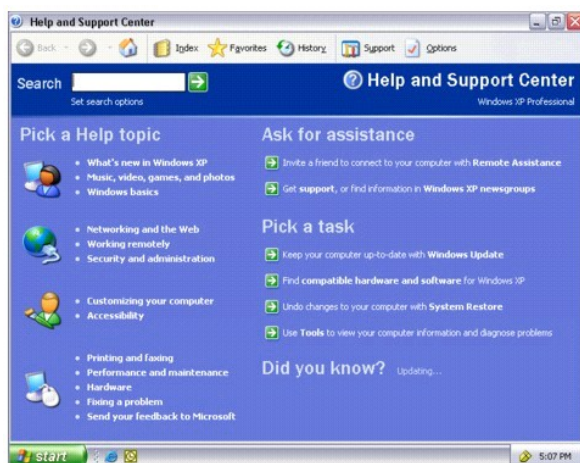 Help and Support Center
Back
Index
Favorites
History
Support
Options
Search
Set search options
Help and Support Center
Windows XP Professional
Pick a Help topic
What's new in Windows XP
Music, video, games, and photos
Windows basics
Networking and the Web
Working remotely
Security and administration
Customizing your computer
Accessibility
Printing and faxing
Performance and maintenance
Hardware
Fixing a problem
Send your feedback to Microsoft
Ask for assistance
Invite a friend to connect to your computer with Remote Assistance
Get support, or find information in Windows XP newsgroups
Pick a task
Keep your computer up-to-date with Windows Update
Find compatible hardware and software for Windows XP
Undo changes to your computer with System Restore
Use Tools to view your computer information and diagnose problems
Did you know? Updating...
start
5:07 PM